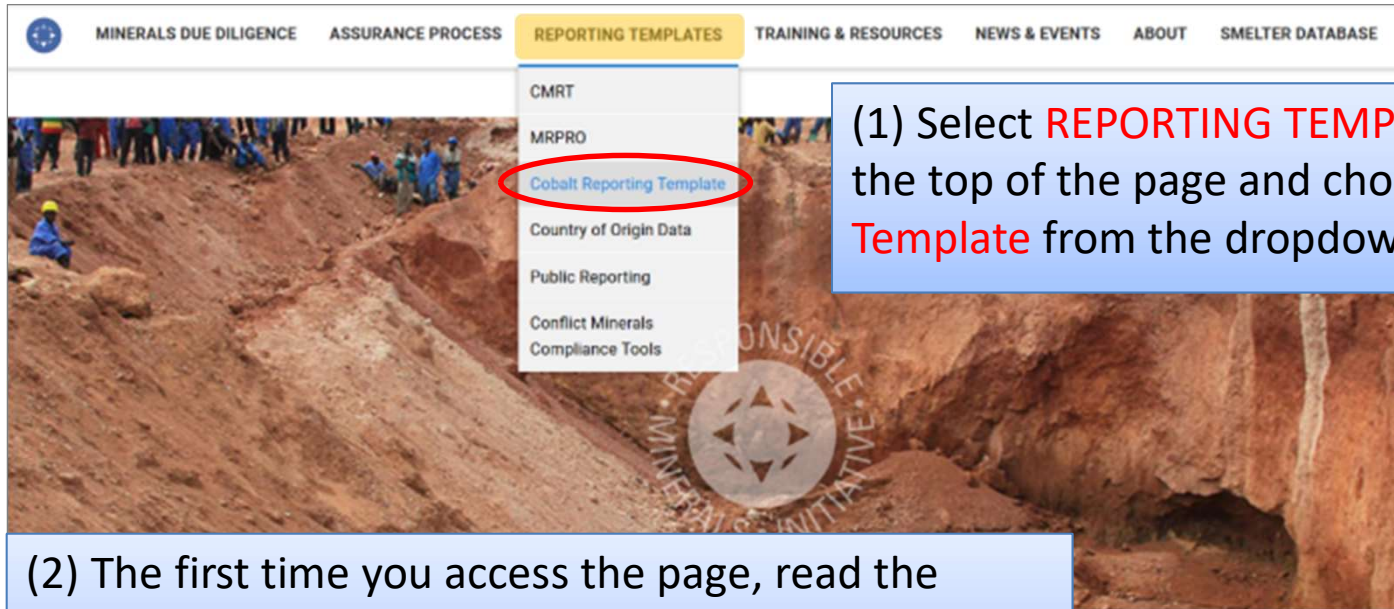 MINERALS DUE DILIGENCE ASSURANCE PROCESS REPORTING TEMPLATES TRAINING & RESOURCES NEWS & EVENTS ABOUT SMELTER DATABASE
CMRT
MRPRO
Cobalt Reporting Template
Country of Origin Data
Public Reporting
Conflict Minerals
Compliance Tools
(1) Select REPORTING TEMP
the top of the page and cho
Template from the dropdow
RESPONSIBLE MINERALS INITIATIVE
(2) The first time you access the page, read the